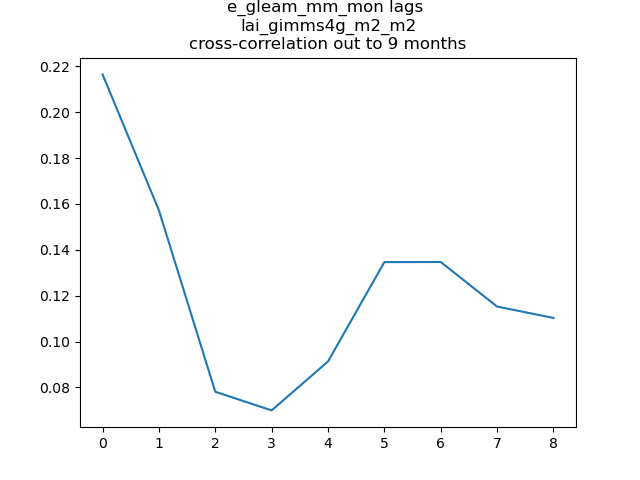 e_gleam_mm_mon lags
lai_gimms4g_m2_m2
cross-correlation out to 9 months
0.22
0.20
0.18
0.16
0.14
0.12
0.10
0.08
0 1 2 3 4 5 6 7 8